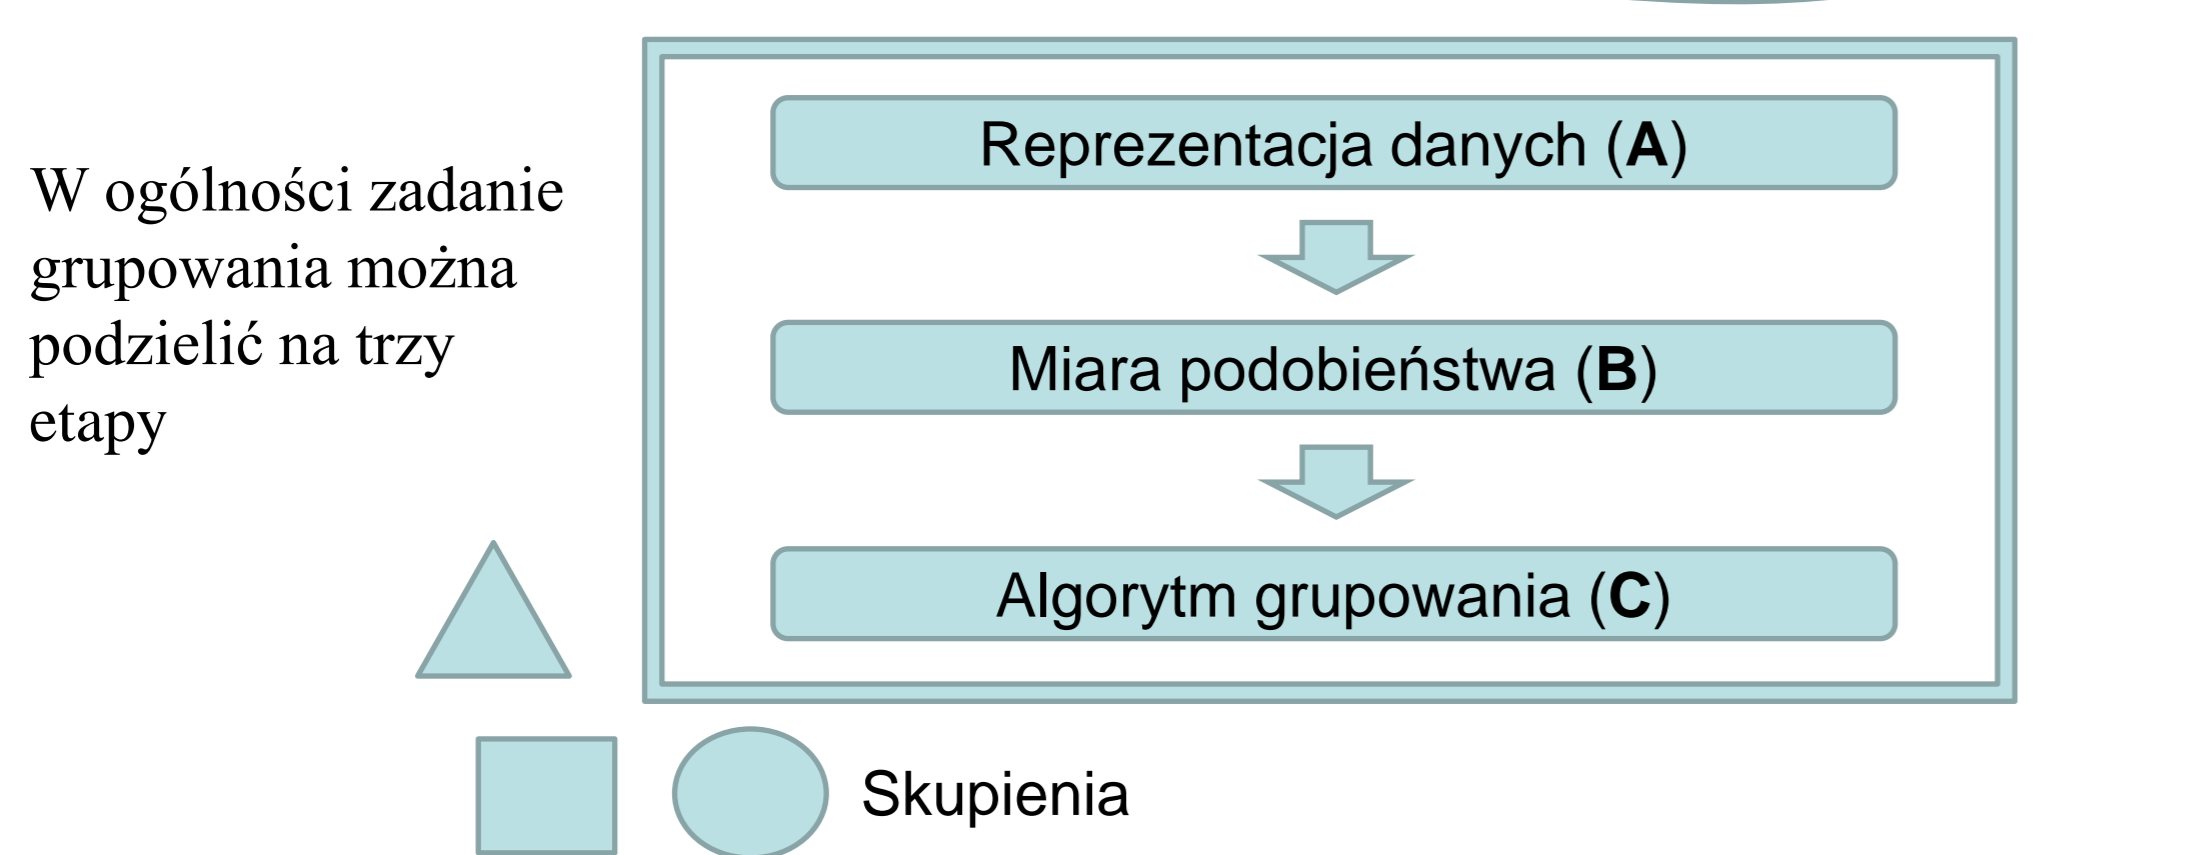 W ogólności zadanie
grupowania można
podzielić na trzy
etapy
Reprezentacja danych (A)
Miara podobieństwa (B)
Algorytm grupowania (C)
Skupienia